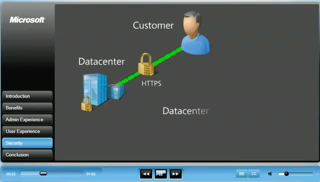 Microsoft
Customer
Datacenter
HTTPS
Datacenter
Introduction
Benefits
Admin Experience
User Experience
Security
Conclusion